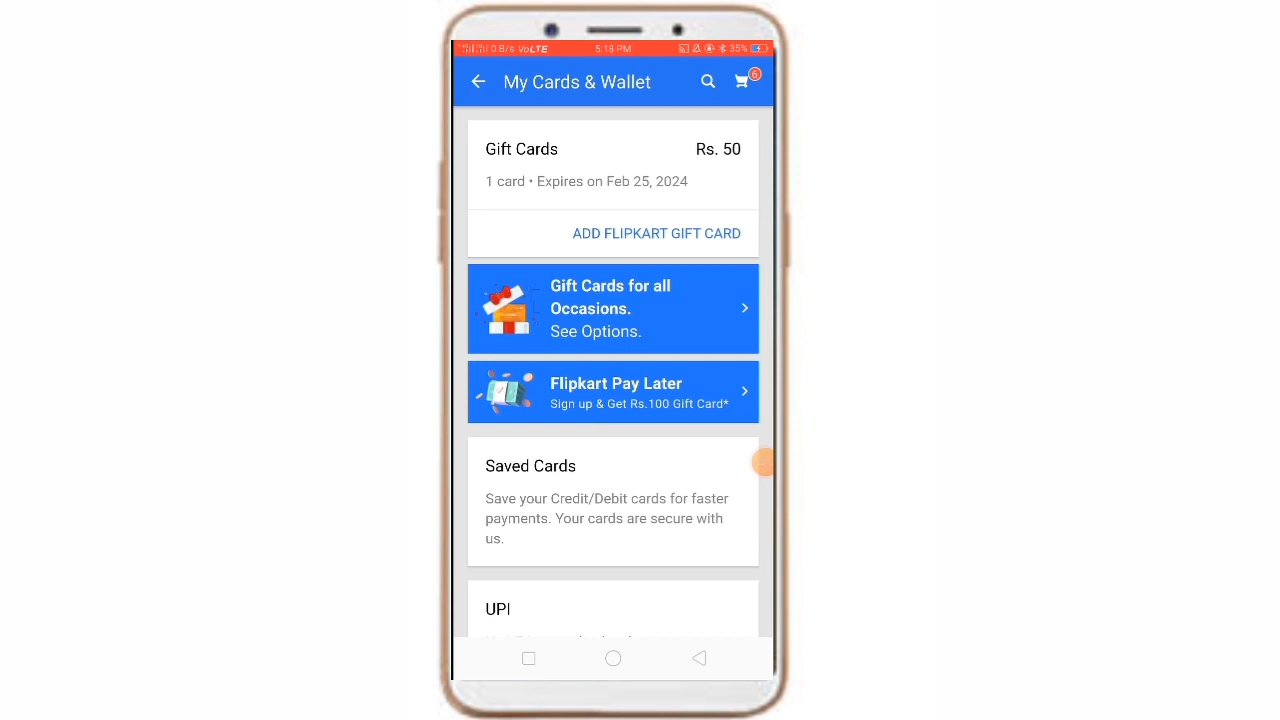 0 B/s VoLTE 5:18 PM 35%
My Cards & Wallet 6
Gift Cards Rs. 50
1 card • Expires on Feb 25, 2024
ADD FLIPKART GIFT CARD
Gift Cards for all
Occasions.
See Options.
Flipkart Pay Later
Sign up & Get Rs.100 Gift Card*
Saved Cards
Save your Credit/Debit cards for faster
payments. Your cards are secure with
us.
UPI